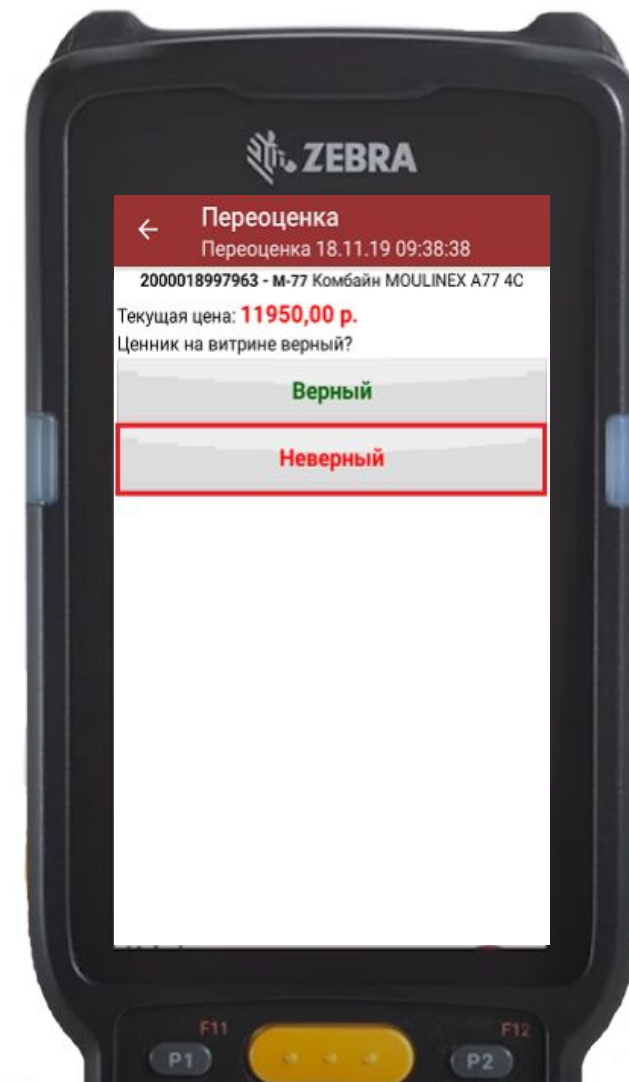 ZEBRA
Переоценка
Переоценка 18.11.19 09:38:38
2000018997963 - М-77 Комбайн MOULINEX A77 4C
Текущая цена: 11950,00 р.
Ценник на витрине верный?
Верный
Неверный
F11
F12
P1
P2